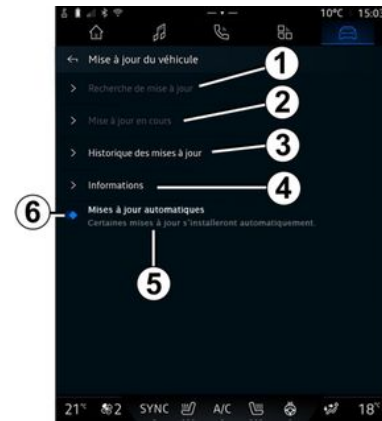 10°C 15:03
Mise à jour du véhicule
1
Recherche de mise à jour
2
Mise à jour en cours
3
Historique des mises à jour
Informations
4
6
Mises à jour automatiques
Certaines mises à jour s'installeront automatiquement.
5
21°C 2 SYNC A/C 18°C